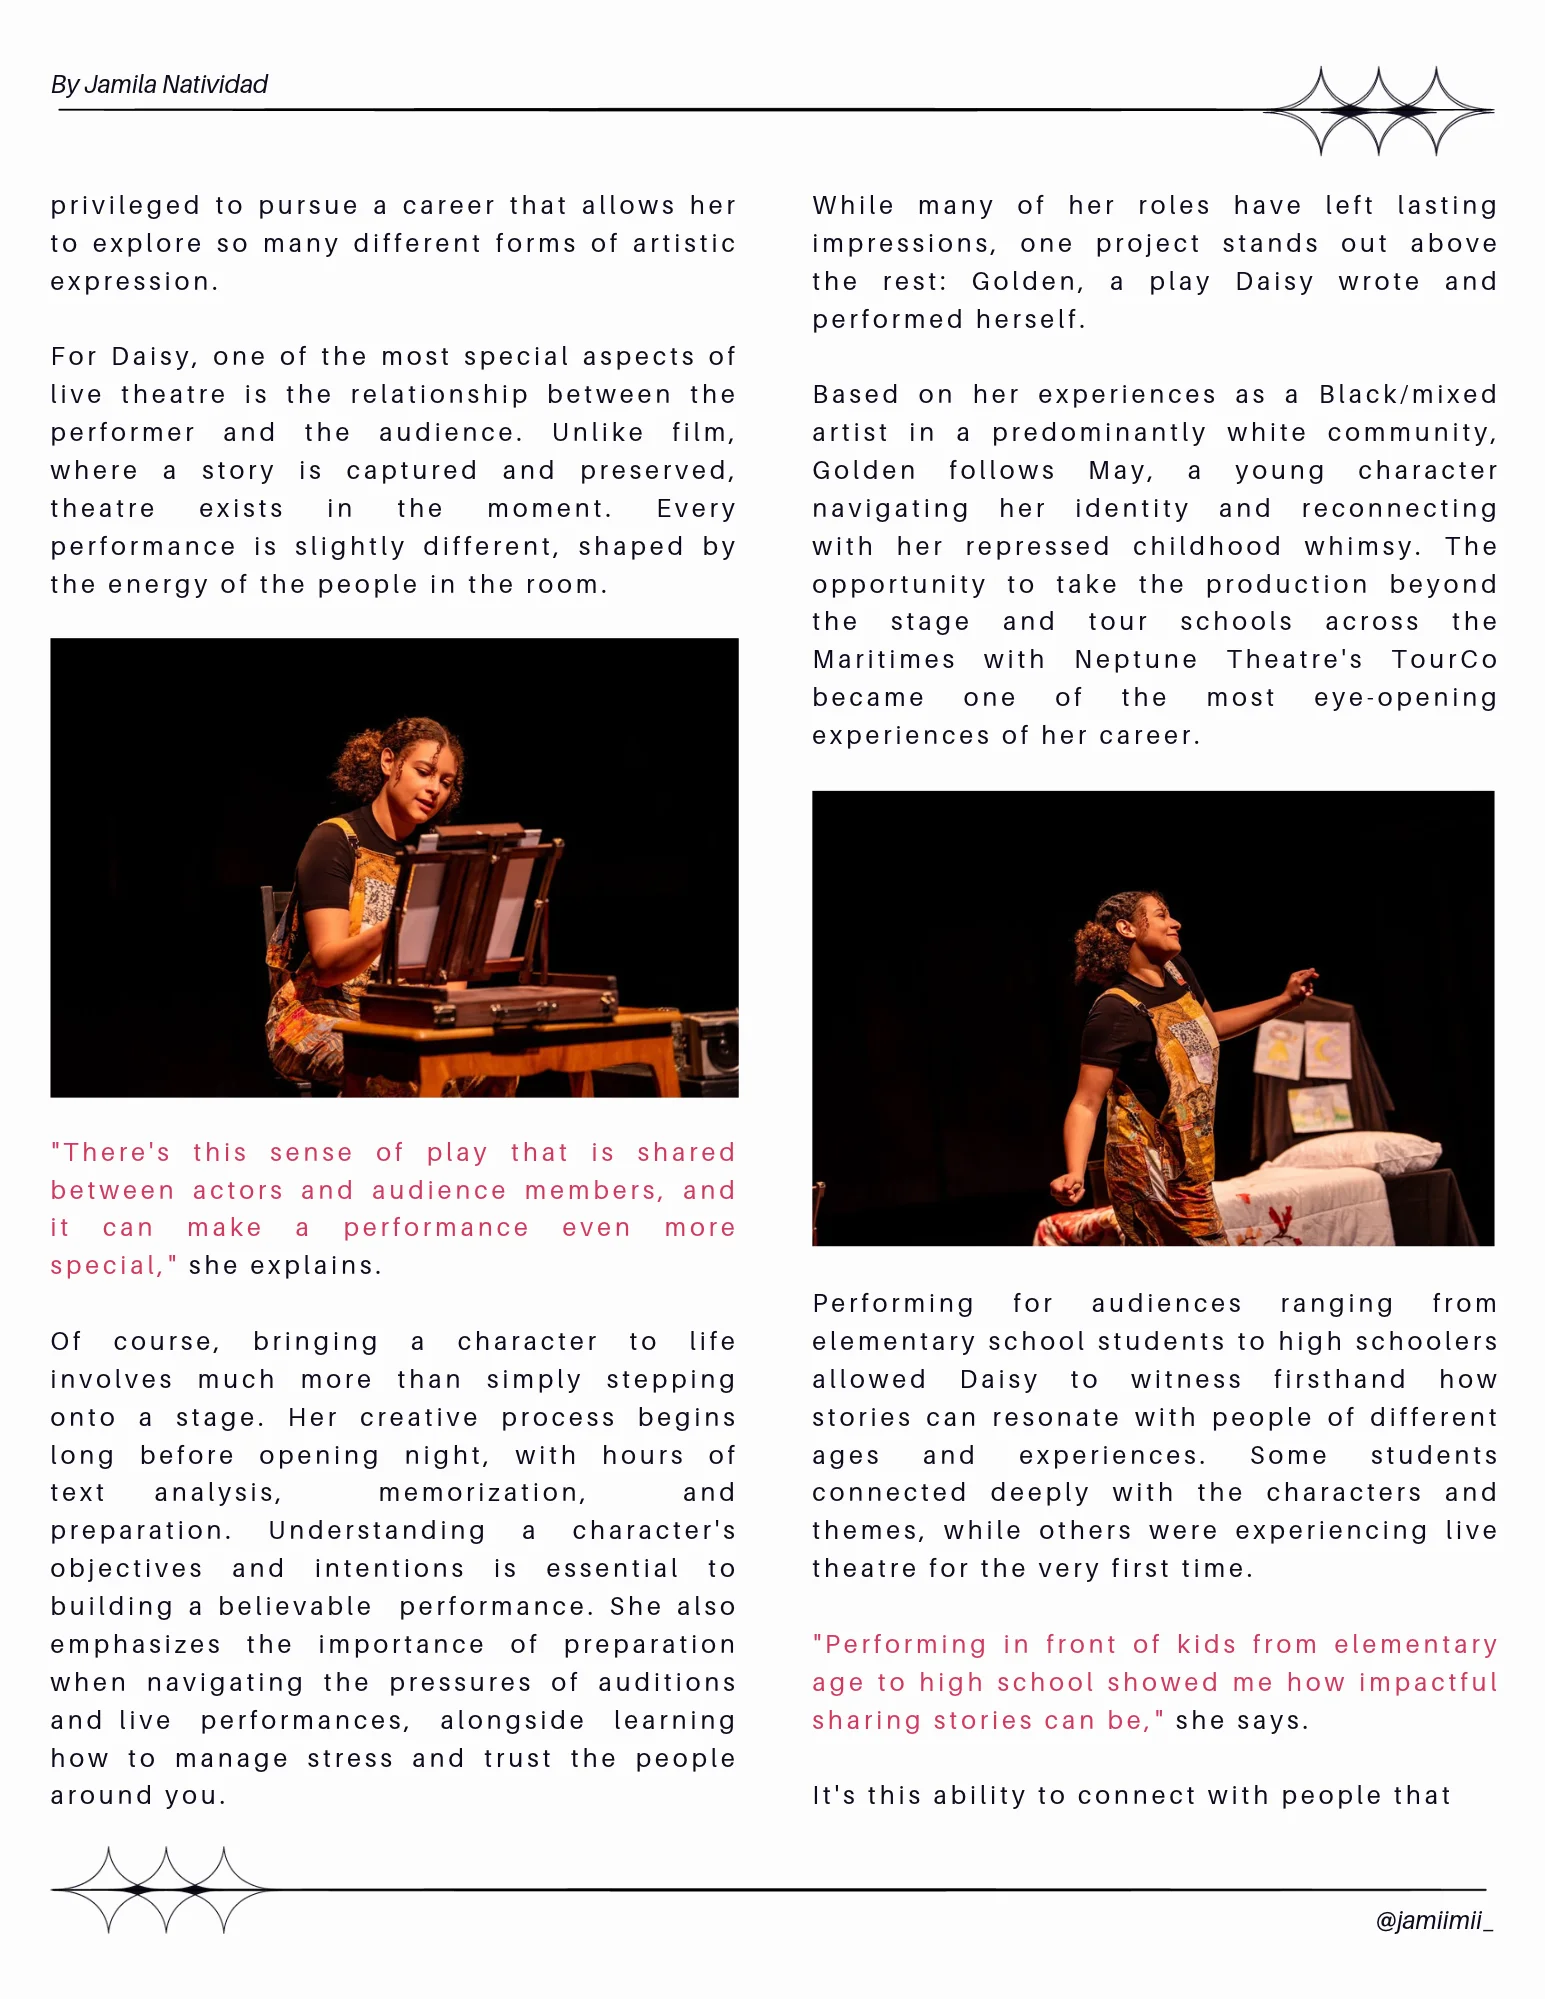 By Jamila Natividad
privileged to pursue a career that allows her
to explore so many different forms of artistic
expression.
For Daisy, one of the most special aspects of
live theatre is the relationship between the
performer and the audience. Unlike film,
where a story is captured and preserved,
theatre exists in the moment. Every
performance is slightly different, shaped by
the energy of the people in the room.
"There's this sense of play that is shared
between actors and audience members, and
it can make a performance even more
special," she explains.
Of course, bringing a character to life
involves much more than simply stepping
onto a stage. Her creative process begins
long before opening night, with hours of
text analysis, memorization, and
preparation. Understanding a character's
objectives and intentions is essential to
building a believable performance. She also
emphasizes the importance of preparation
when navigating the pressures of auditions
and live performances, alongside learning
how to manage stress and trust the people
around you.
While many of her roles have left lasting
impressions, one project stands out above
the rest: Golden, a play Daisy wrote and
performed herself.
Based on her experiences as a Black/mixed
artist in a predominantly white community,
Golden follows May, a young character
navigating her identity and reconnecting
with her repressed childhood whimsy. The
opportunity to take the production beyond
the stage and tour schools across the
Maritimes with Neptune Theatre's TourCo
became one of the most eye-opening
experiences of her career.
Performing for audiences ranging from
elementary school students to high schoolers
allowed Daisy to witness firsthand how
stories can resonate with people of different
ages and experiences. Some students
connected deeply with the characters and
themes, while others were experiencing live
theatre for the very first time.
"Performing in front of kids from elementary
age to high school showed me how impactful
sharing stories can be," she says.
It's this ability to connect with people that
@jamiimii_